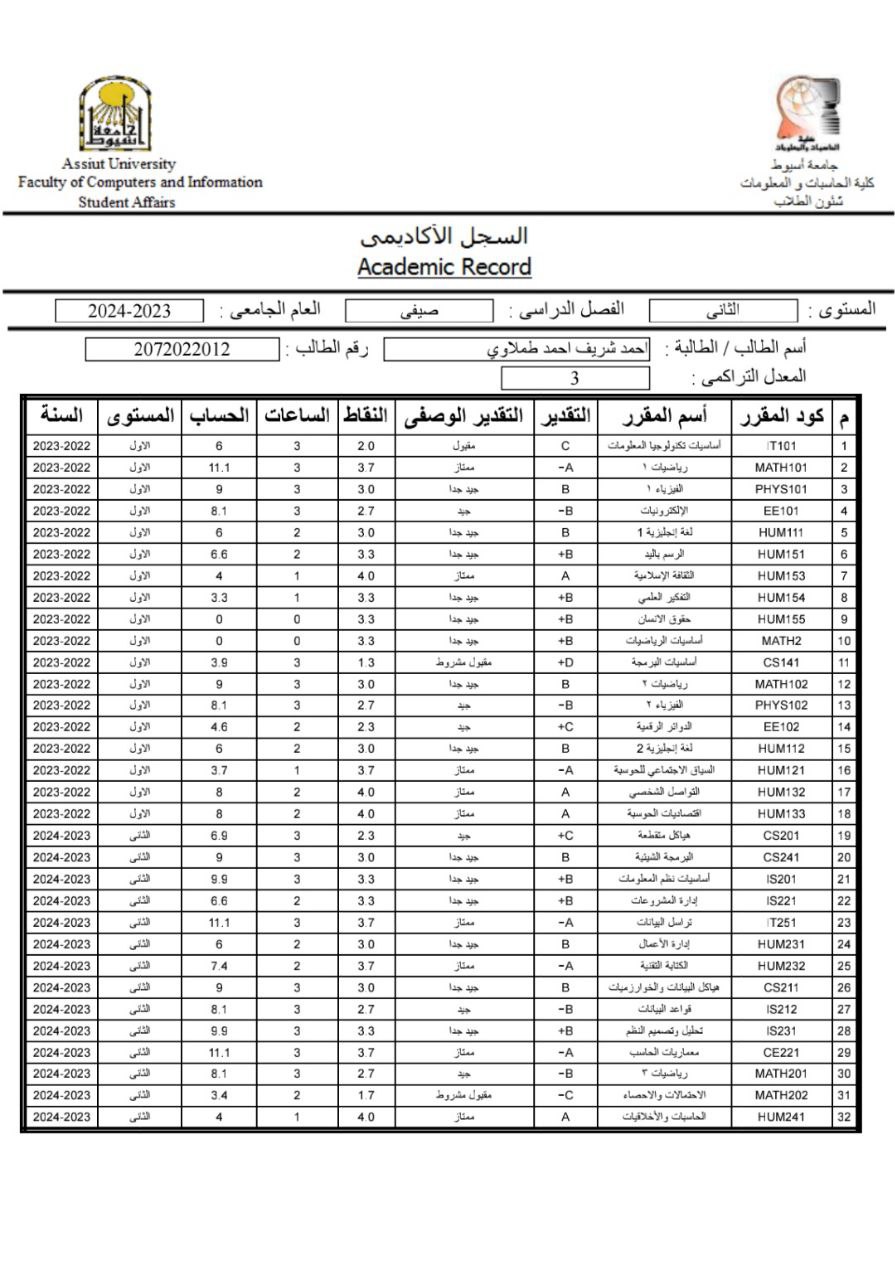 جامعة أسيوط
Assiut University
Faculty of Computers and Information
Student Affairs
كلية
الحاسبات والمعلومات
جامعة أسيوط
كلية الحاسبات و المعلومات
شئون الطلاب
السجل الأكاديمى
Academic Record
المستوى : الثانى الفصل الدراسى : صيفى العام الجامعى : 2024-2023
أسم الطالب / الطالبة : احمد شريف احمد طملاوي رقم الطالب : 2072022012
المعدل التراكمى : 3
م كود المقرر أسم المقرر التقدير التقدير الوصفى النقاط الساعات الحساب المستوى السنة
1 IT101 أساسيات تكنولوجيا المعلومات C مقبول 2.0 3 6 الاول 2023-2022
2 MATH101 رياضيات ١ A- ممتاز 3.7 3 11.1 الاول 2023-2022
3 PHYS101 الفيزياء ١ B جيد جدا 3.0 3 9 الاول 2023-2022
4 EE101 الإلكترونيات B- جيد 2.7 3 8.1 الاول 2023-2022
5 HUM111 لغة إنجليزية 1 B جيد جدا 3.0 2 6 الاول 2023-2022
6 HUM151 الرسم باليد B+ جيد جدا 3.3 2 6.6 الاول 2023-2022
7 HUM153 الثقافة الإسلامية A ممتاز 4.0 1 4 الاول 2023-2022
8 HUM154 التفكير العلمي B+ جيد جدا 3.3 1 3.3 الاول 2023-2022
9 HUM155 حقوق الانسان B+ جيد جدا 3.3 0 0 الاول 2023-2022
10 MATH2 أساسيات الرياضيات B+ جيد جدا 3.3 0 0 الاول 2023-2022
11 CS141 أساسيات البرمجة D+ مقبول مشروط 1.3 3 3.9 الاول 2023-2022
12 MATH102 رياضيات ٢ B جيد جدا 3.0 3 9 الاول 2023-2022
13 PHYS102 الفيزياء ٢ B- جيد 2.7 3 8.1 الاول 2023-2022
14 EE102 الدوائر الرقمية C+ جيد 2.3 2 4.6 الاول 2023-2022
15 HUM112 لغة إنجليزية 2 B جيد جدا 3.0 2 6 الاول 2023-2022
16 HUM121 السياق الاجتماعي للحوسبة A- ممتاز 3.7 1 3.7 الاول 2023-2022
17 HUM132 التواصل الشخصي A ممتاز 4.0 2 8 الاول 2023-2022
18 HUM133 اقتصاديات الحوسبة A ممتاز 4.0 2 8 الاول 2023-2022
19 CS201 هياكل متقطعة C+ جيد 2.3 3 6.9 الثانى 2024-2023
20 CS241 البرمجة الشيئية B جيد جدا 3.0 3 9 الثانى 2024-2023
21 IS201 أساسيات نظم المعلومات B+ جيد جدا 3.3 3 9.9 الثانى 2024-2023
22 IS221 إدارة المشروعات B+ جيد جدا 3.3 2 6.6 الثانى 2024-2023
23 IT251 تراسل البيانات A- ممتاز 3.7 3 11.1 الثانى 2024-2023
24 HUM231 إدارة الأعمال B جيد جدا 3.0 2 6 الثانى 2024-2023
25 HUM232 الكتابة التقنية A- ممتاز 3.7 2 7.4 الثانى 2024-2023
26 CS211 هياكل البيانات والخوارزميات B جيد جدا 3.0 3 9 الثانى 2024-2023
27 IS212 قواعد البيانات B- جيد 2.7 3 8.1 الثانى 2024-2023
28 IS231 تحليل وتصميم النظم B+ جيد جدا 3.3 3 9.9 الثانى 2024-2023
29 CE221 معماريات الحاسب A- ممتاز 3.7 3 11.1 الثانى 2024-2023
30 MATH201 رياضيات ٣ B- جيد 2.7 3 8.1 الثانى 2024-2023
31 MATH202 الاحتمالات والاحصاء C- مقبول مشروط 1.7 2 3.4 الثانى 2024-2023
32 HUM241 الحاسبات والأخلاقيات A ممتاز 4.0 1 4 الثانى 2024-2023